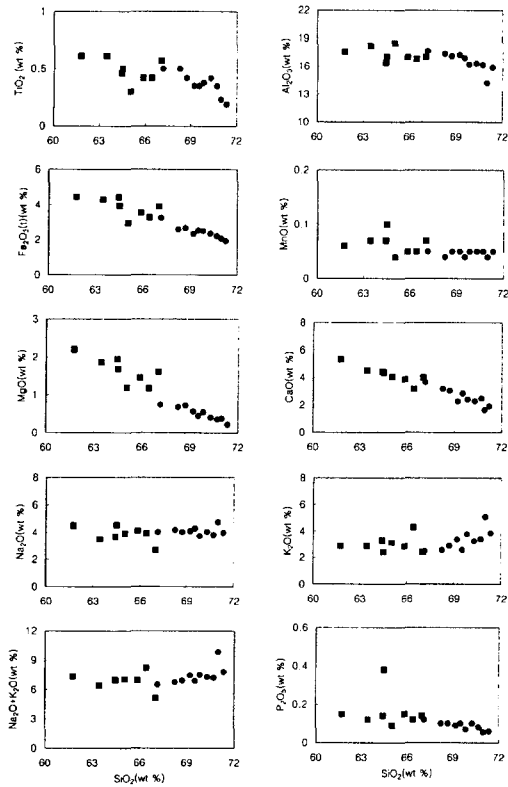 1
0.5
0
TiO2 (wt %)
60 63 66 69 72
22
19
16
13
10
Al2O3(wt %)
60 63 66 69 72
6
4
2
0
Fe2O3(t)(wt %)
60 63 66 69 72
0.2
0.1
0
MnO(wt %)
60 63 66 69 72
3
2
1
0
MgO(wt %)
60 63 66 69 72
8
6
4
2
0
CaO(wt %)
60 63 66 69 72
8
6
4
2
0
Na2O(wt %)
60 63 66 69 72
8
6
4
2
0
K2O(wt %)
60 63 66 69 72
12
9
6
3
0
Na2O+K2O(wt %)
60 63 66 69 72
SiO2(wt %)
0.6
0.4
0.2
0
P2O5(wt %)
60 63 66 69 72
SiO2(wt %)